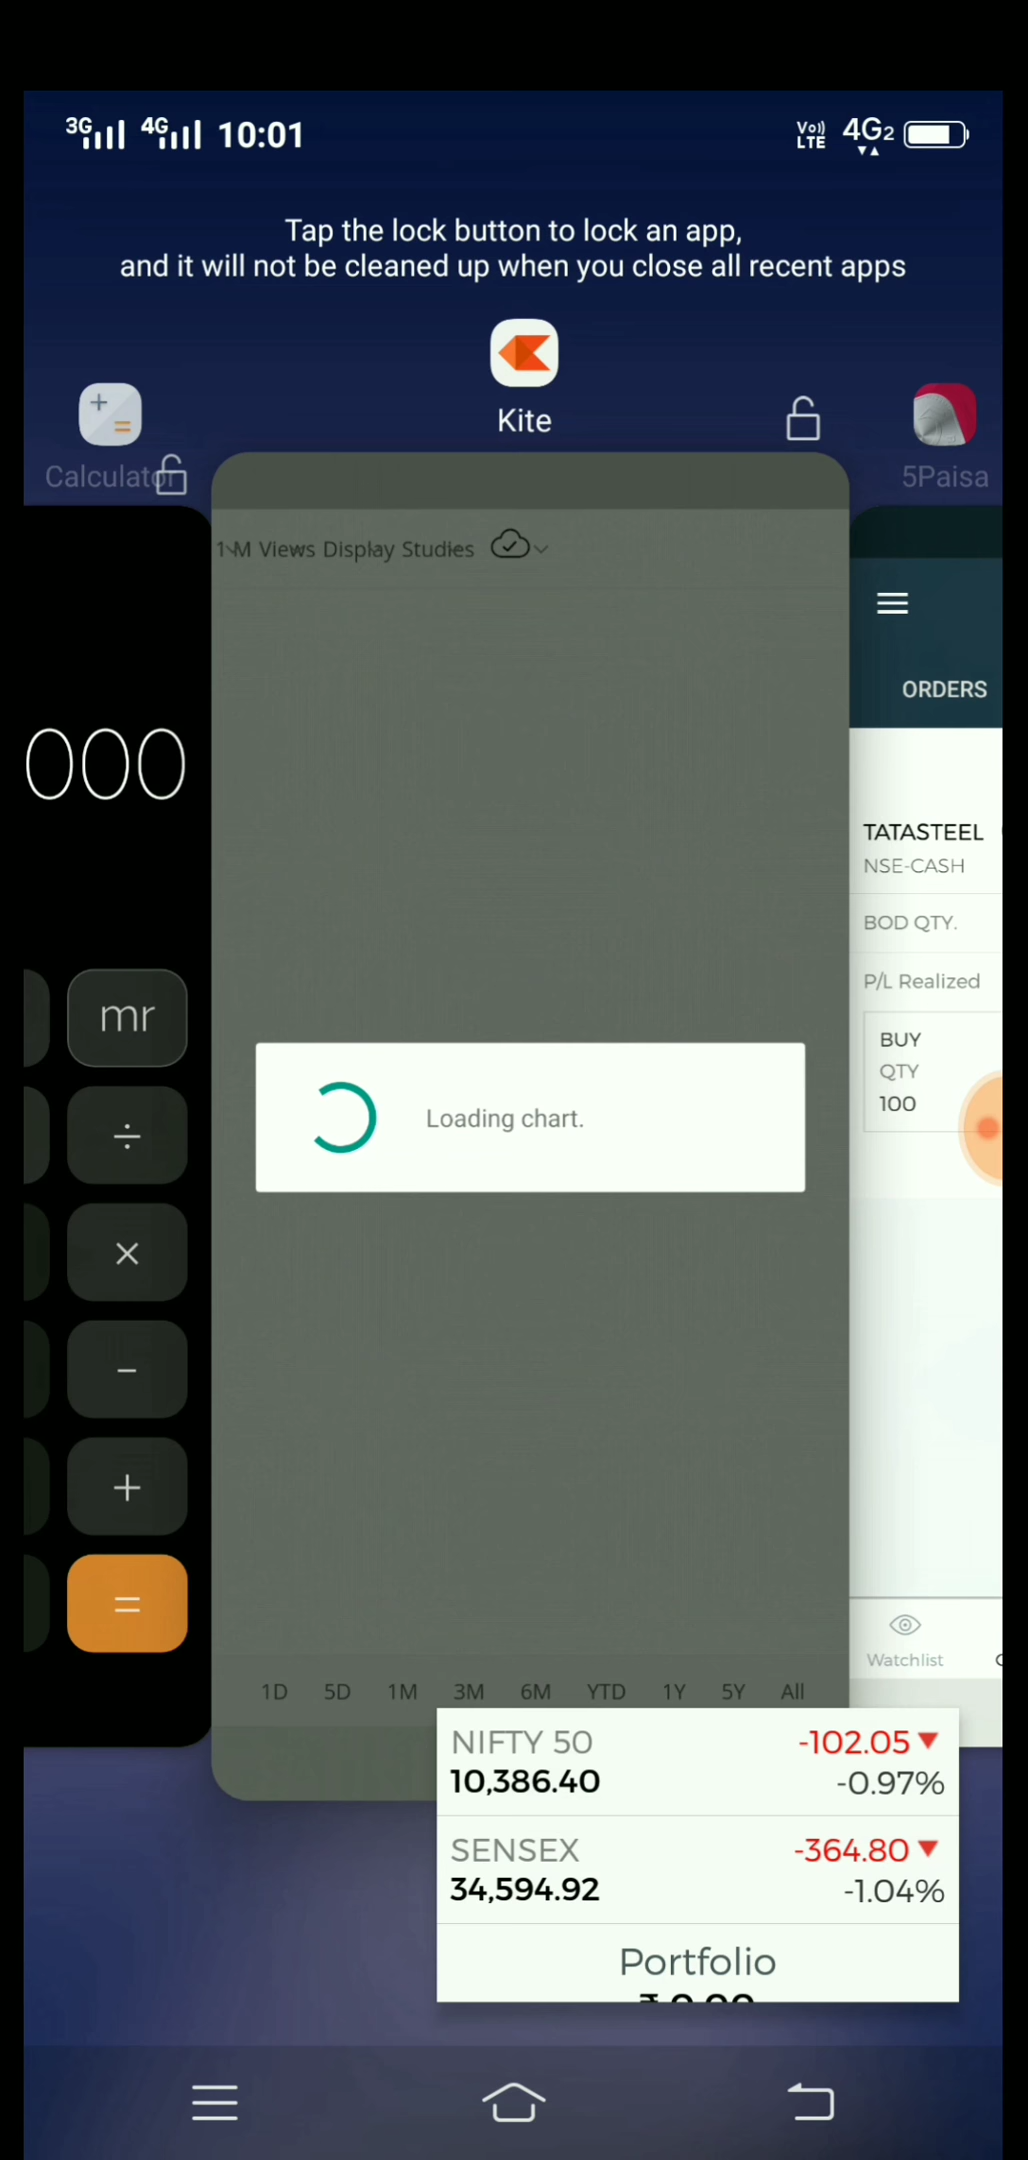 3G 4G 10:01 Vo)) LTE 4G2
Tap the lock button to lock an app,
and it will not be cleaned up when you close all recent apps
Kite
Calculator
5Paisa
1 M Views Display Studies
ORDERS
000
TATASTEEL
NSE-CASH
BOD QTY.
P/L Realized
mr
BUY
QTY
100
Loading chart.
÷
×
−
+
=
Watchlist
1D 5D 1M 3M 6M YTD 1Y 5Y All
NIFTY 50 -102.05 ▼
10,386.40 -0.97%
SENSEX -364.80 ▼
34,594.92 -1.04%
Portfolio